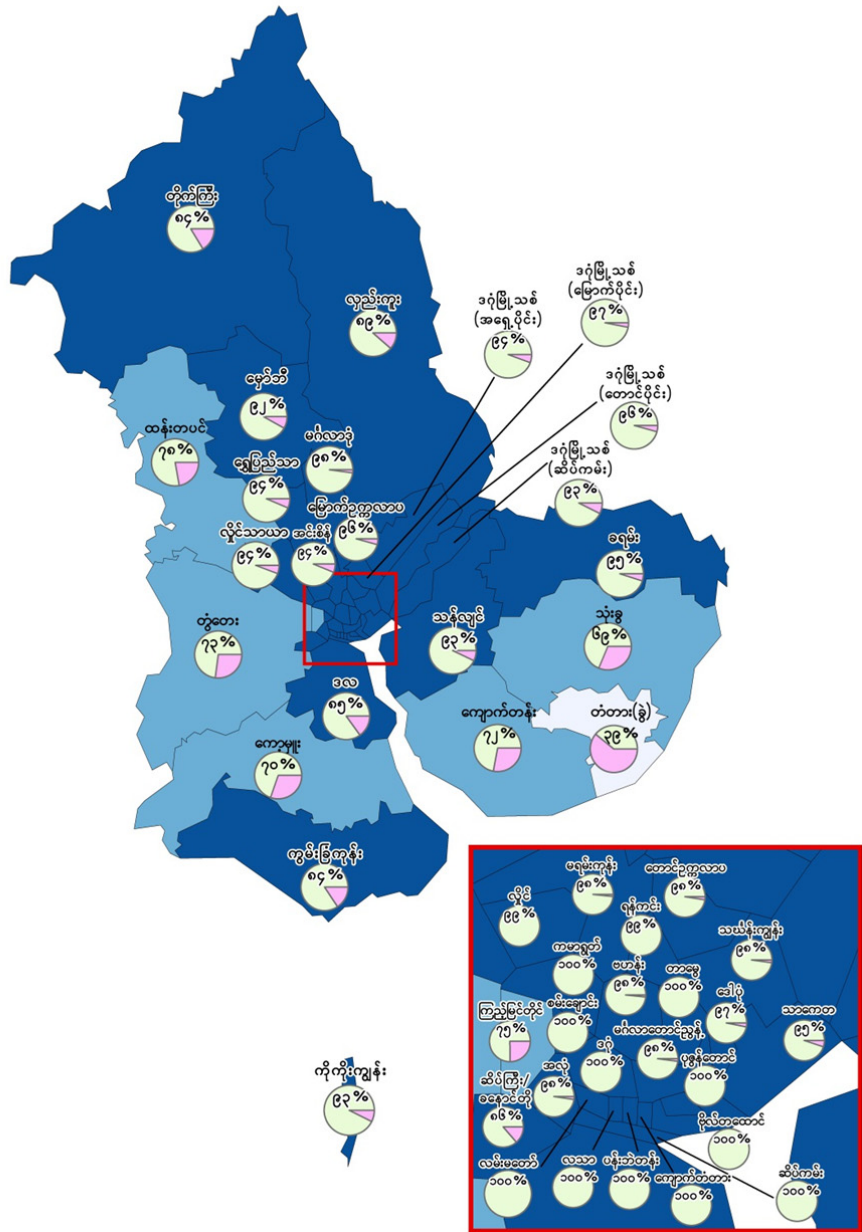 တိုက်ကြီး
၈၄%
လှည်းကူး
၈၉%
ဒဂုံမြို့သစ်
(အရှေ့ပိုင်း)
၉၄%
ဒဂုံမြို့သစ်
(မြောက်ပိုင်း)
၉၇%
မှော်ဘီ
၉၂%
ဒဂုံမြို့သစ်
(တောင်ပိုင်း)
၉၆%
ထန်းတပင်
၇၈%
မင်္ဂလာဒုံ
၉၈%
ရွှေပြည်သာ
၉၄%
ဒဂုံမြို့သစ်
(ဆိပ်ကမ်း)
၉၃%
မြောက်ဥက္ကလာပ
၉၆%
လှိုင်သာယာ
၉၄%
အင်းစိန်
၉၄%
ခရမ်း
၉၅%
တွံတေး
၇၃%
သန်လျင်
၉၃%
သုံးခွ
၆၉%
ဒလ
၈၅%
ကျောက်တန်း
၇၂%
တံတား(ခွဲ)
၃၉%
ကော့မှူး
၇၀%
ကွမ်းခြံကုန်း
၈၄%
ကိုကိုးကျွန်း
၉၃%
မရမ်းကုန်း
၉၈%
တောင်ဥက္ကလာပ
၉၈%
လှိုင်
၉၉%
ရန်ကင်း
၉၉%
သင်္ဃန်းကျွန်း
၉၈%
ကမာရွတ်
၁၀၀%
ဗဟန်း
၉၈%
တာမွေ
၁၀၀%
ဒေါပုံ
၉၇%
သာကေတ
၉၅%
ကြည့်မြင်တိုင်
၇၅%
စမ်းချောင်း
၁၀၀%
မင်္ဂလာတောင်ညွန့်
၉၈%
ဒဂုံ
၁၀၀%
ပုဇွန်တောင်
၁၀၀%
အလုံ
၉၈%
ဆိပ်ကြီး/
ခနောင်တို
၈၆%
ဗိုလ်တထောင်
၁၀၀%
လမ်းမတော်
၁၀၀%
လသာ
၁၀၀%
ပန်းဘဲတန်း
၁၀၀%
ကျောက်တံတား
၁၀၀%
ဆိပ်ကမ်း
၁၀၀%